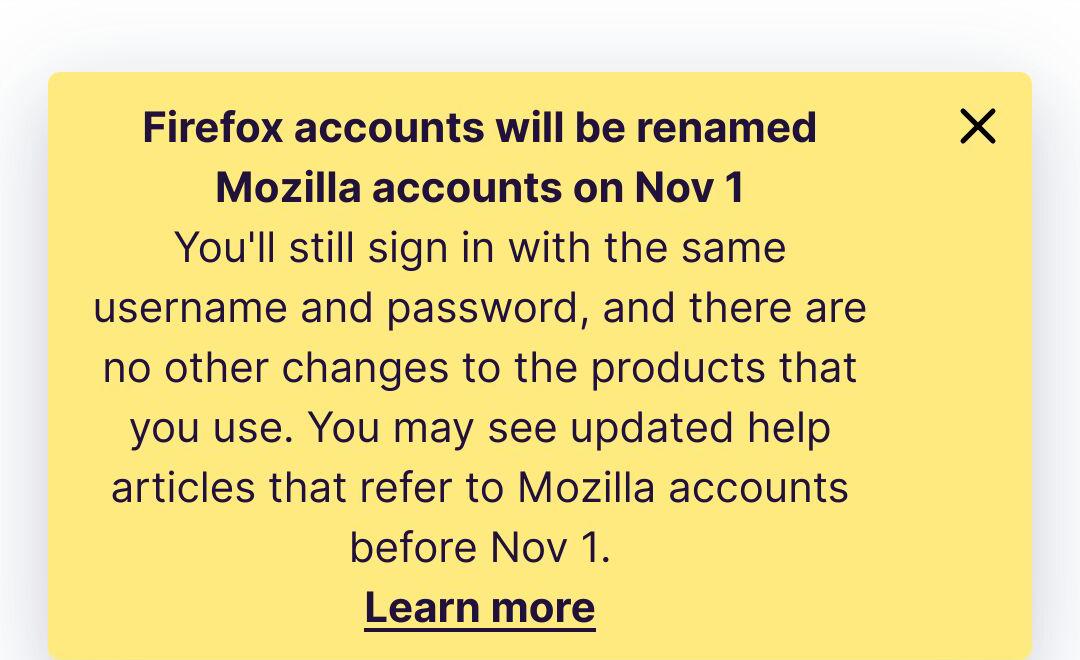 Firefox accounts will be renamed
Mozilla accounts on Nov 1
You'll still sign in with the same
username and password, and there are
no other changes to the products that
you use. You may see updated help
articles that refer to Mozilla accounts
before Nov 1.
Learn more